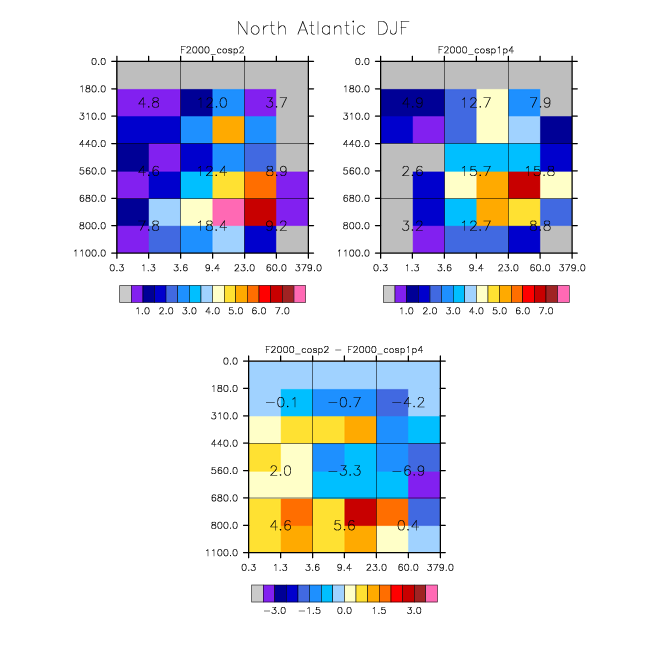 North Atlantic DJF
F2000_cosp2
F2000_cosp1p4
0.0
180.0
310.0
440.0
560.0
680.0
800.0
1100.0
4.8 12.0 3.7
4.6 12.4 8.9
7.8 18.4 9.2
0.3 1.3 3.6 9.4 23.0 60.0 379.0
1.0 2.0 3.0 4.0 5.0 6.0 7.0
0.0
180.0
310.0
440.0
560.0
680.0
800.0
1100.0
4.9 12.7 7.9
2.6 15.7 15.8
3.2 12.7 8.8
0.3 1.3 3.6 9.4 23.0 60.0 379.0
1.0 2.0 3.0 4.0 5.0 6.0 7.0
F2000_cosp2 − F2000_cosp1p4
0.0
180.0
310.0
440.0
560.0
680.0
800.0
1100.0
−0.1 −0.7 −4.2
2.0 −3.3 −6.9
4.6 5.6 0.4
0.3 1.3 3.6 9.4 23.0 60.0 379.0
−3.0 −1.5 0.0 1.5 3.0